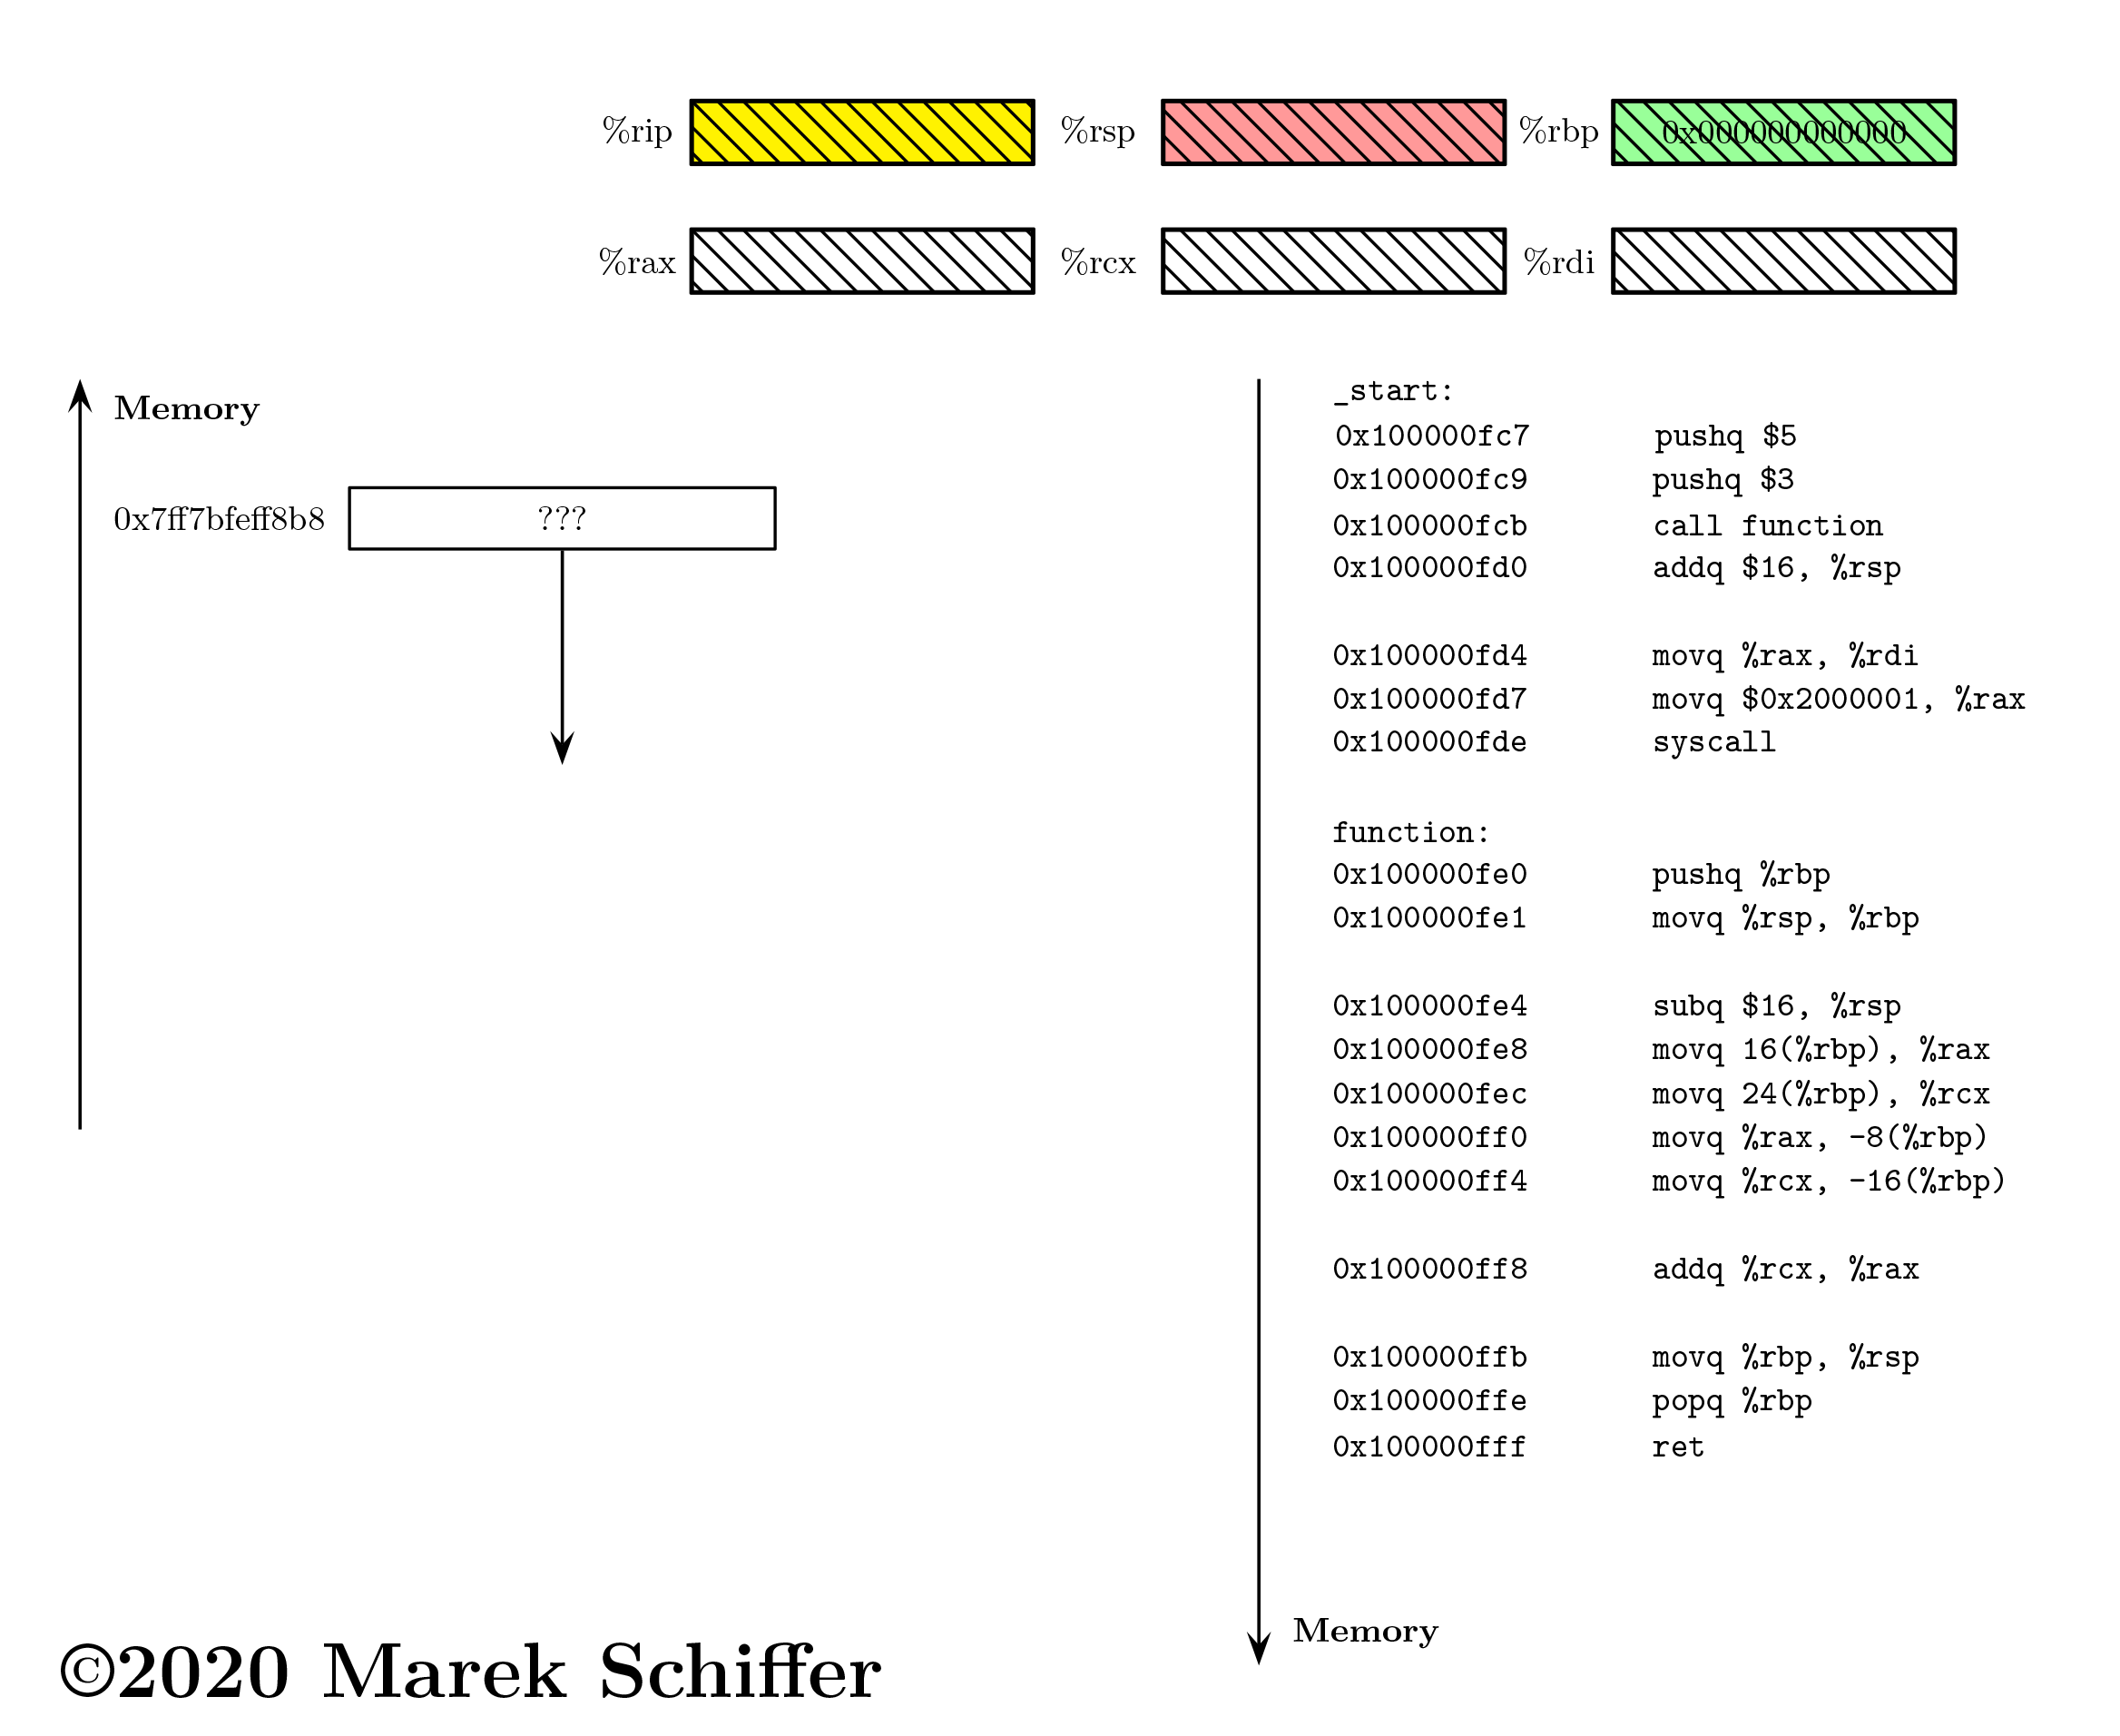 %rip %rsp %rbp 0x000000000000
%rax %rcx %rdi
Memory
0x7ff7bfeff8b8 ???
_start:
0x100000fc7 pushq $5
0x100000fc9 pushq $3
0x100000fcb call function
0x100000fd0 addq $16, %rsp
0x100000fd4 movq %rax, %rdi
0x100000fd7 movq $0x2000001, %rax
0x100000fde syscall
function:
0x100000fe0 pushq %rbp
0x100000fe1 movq %rsp, %rbp
0x100000fe4 subq $16, %rsp
0x100000fe8 movq 16(%rbp), %rax
0x100000fec movq 24(%rbp), %rcx
0x100000ff0 movq %rax, -8(%rbp)
0x100000ff4 movq %rcx, -16(%rbp)
0x100000ff8 addq %rcx, %rax
0x100000ffb movq %rbp, %rsp
0x100000ffe popq %rbp
0x100000fff ret
Memory
©2020 Marek Schiffer